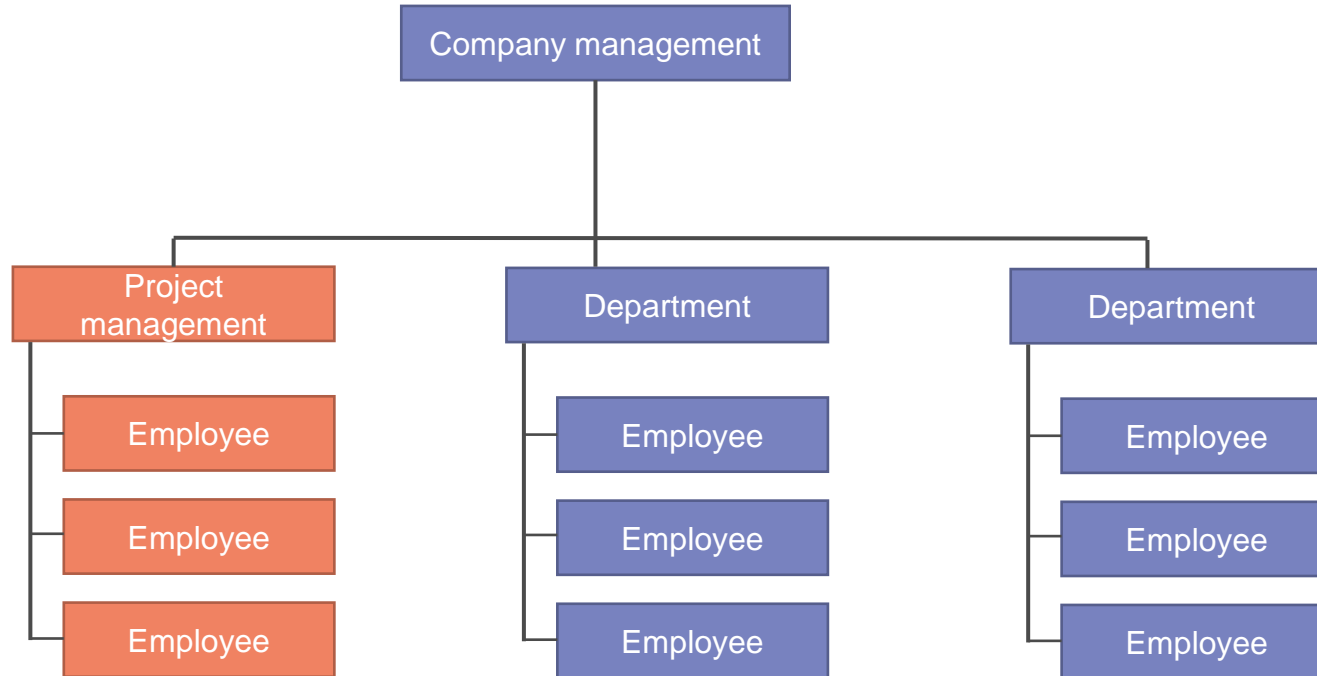 Company management
Project
management
Department
Department
Employee
Employee
Employee
Employee
Employee
Employee
Employee
Employee
Employee